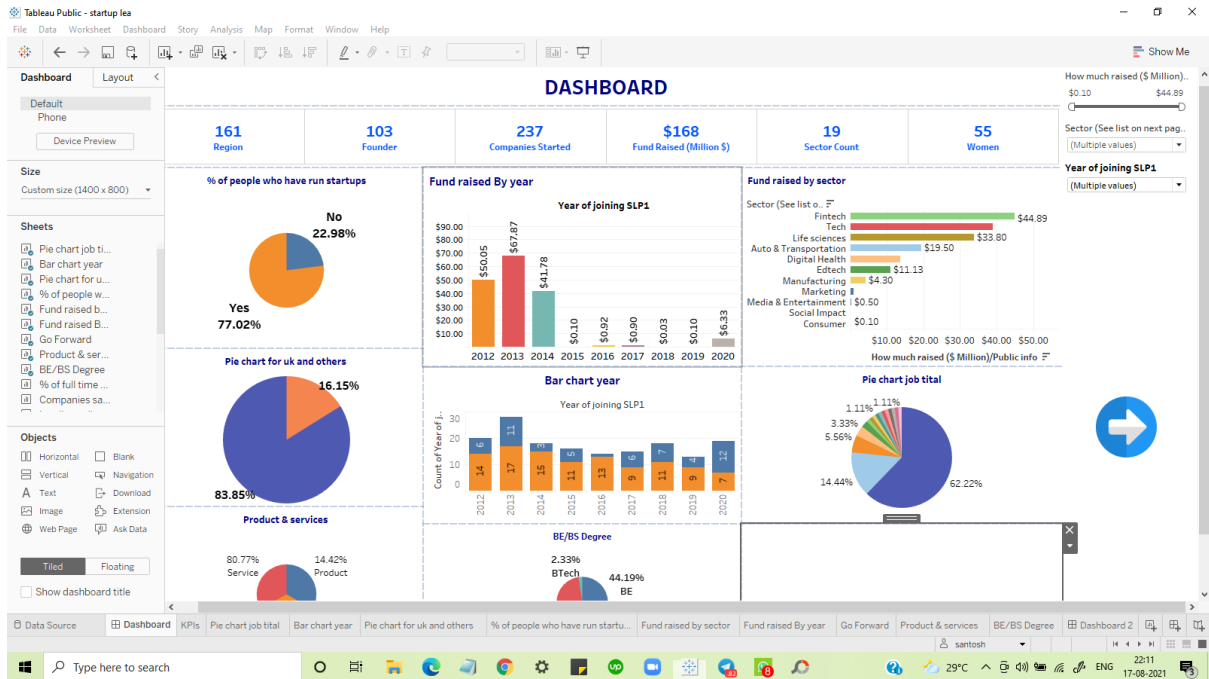 Tableau Public - startup lea
File Data Worksheet Dashboard Story Analysis Map Format Window Help
Show Me
Dashboard Layout
Default
Phone
Device Preview
Size
Custom size (1400 x 800)
Sheets
Pie chart job ti...
Bar chart year
Pie chart for u...
% of people w...
Fund raised b...
Fund raised B...
Go Forward
Product & ser...
BE/BS Degree
% of full time ...
Companies sa...
Objects
Horizontal Blank
Vertical Navigation
Text Download
Image Extension
Web Page Ask Data
Tiled Floating
Show dashboard title
DASHBOARD
161 103 237 $168 19 55
Region Founder Companies Started Fund Raised (Million $) Sector Count Women
% of people who have run startups
No
22.98%
Yes
77.02%
Fund raised By year
Year of joining SLP1
$90.00
$80.00
$70.00
$60.00
$50.00
$40.00
$30.00
$20.00
$10.00
$50.05 $67.87 $41.78 $0.10 $0.92 $0.90 $0.03 $0.10 $6.33
2012 2013 2014 2015 2016 2017 2018 2019 2020
Fund raised by sector
Sector (See list o..
Fintech $44.89
Tech
Life sciences $33.80
Auto & Transportation $19.50
Digital Health
Edtech $11.13
Manufacturing $4.30
Marketing
Media & Entertainment $0.50
Social Impact
Consumer $0.10
$10.00 $20.00 $30.00 $40.00 $50.00
How much raised ($ Million)/Public info
How much raised ($ Million)..
$0.10 $44.89
Sector (See list on next pag..
(Multiple values)
Year of joining SLP1
(Multiple values)
Pie chart for uk and others
16.15%
83.85%
Bar chart year
Year of joining SLP1
Count of Year of j..
30
20
10
0
6 11 3 5 6 7 4 12
14 17 15 11 13 9 11 9 7
2012 2013 2014 2015 2016 2017 2018 2019 2020
Pie chart job tital
1.11% 1.11%
3.33%
5.56%
14.44%
62.22%
Product & services
80.77% 14.42%
Service Product
BE/BS Degree
2.33%
BTech
44.19%
BE
Data Source Dashboard KPIs Pie chart job tital Bar chart year Pie chart for uk and others % of people who have run startu... Fund raised by sector Fund raised By year Go Forward Product & services BE/BS Degree Dashboard 2
santosh
Type here to search
up
8
29°C ENG
22:11
17-08-2021
3